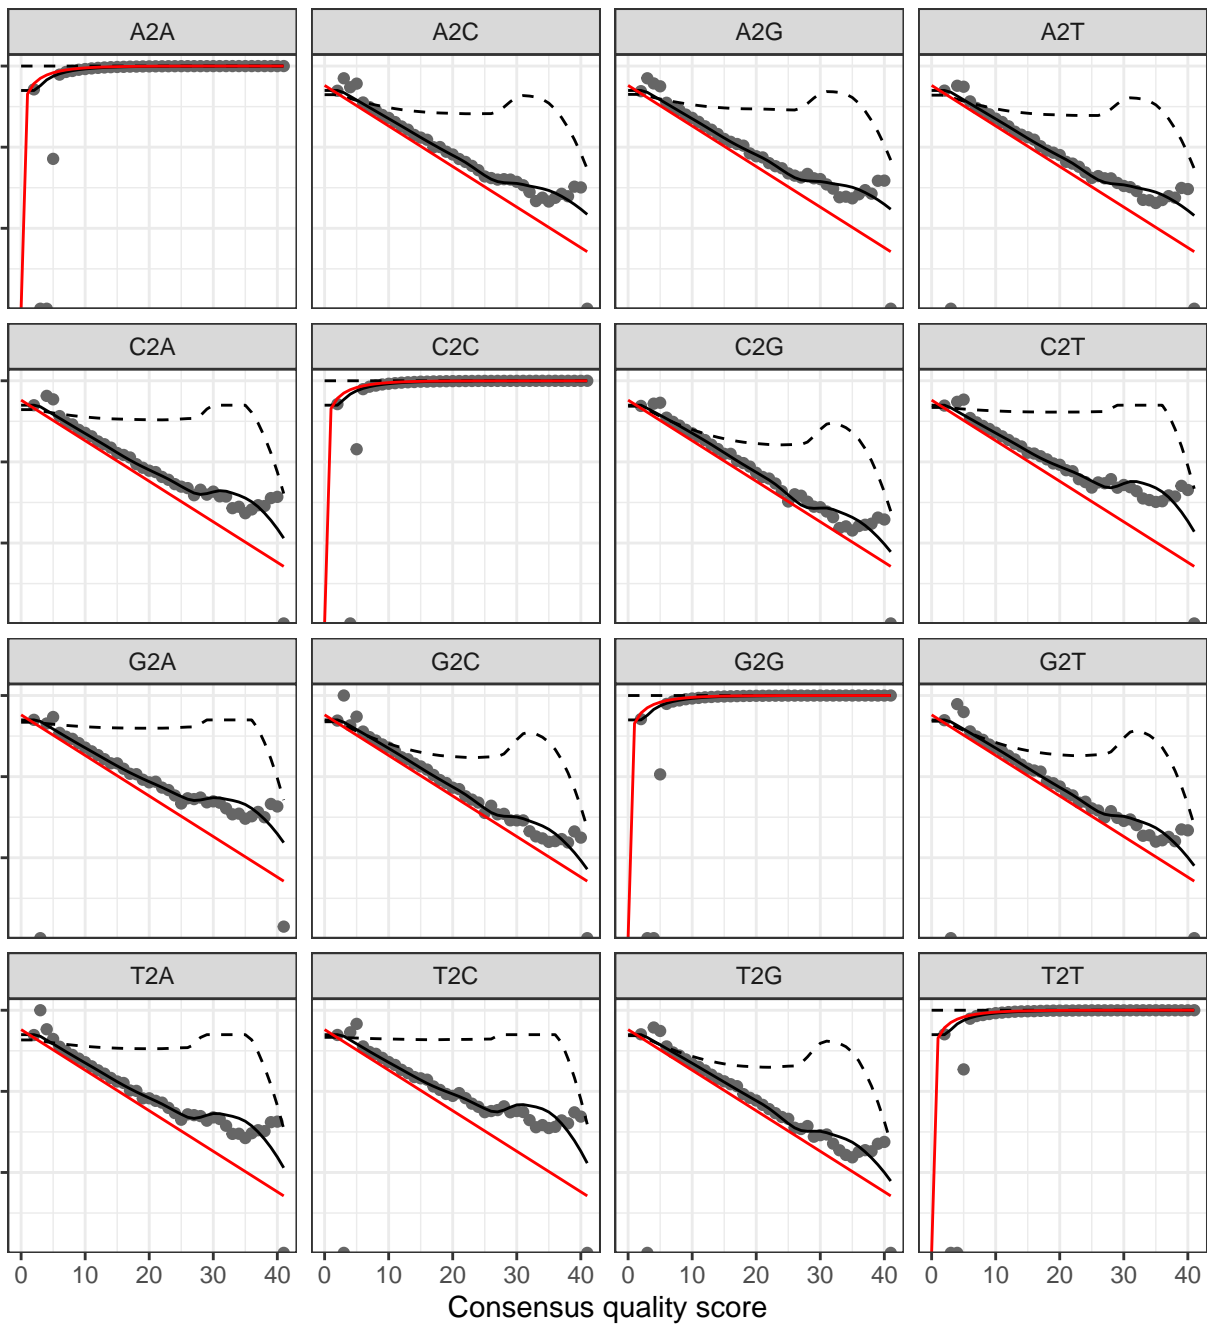 A2A A2C A2G A2T
C2A C2C C2G C2T
G2A G2C G2G G2T
T2A T2C T2G T2T
0 10 20 30 40 0 10 20 30 40 0 10 20 30 40 0 10 20 30 40
Consensus quality score